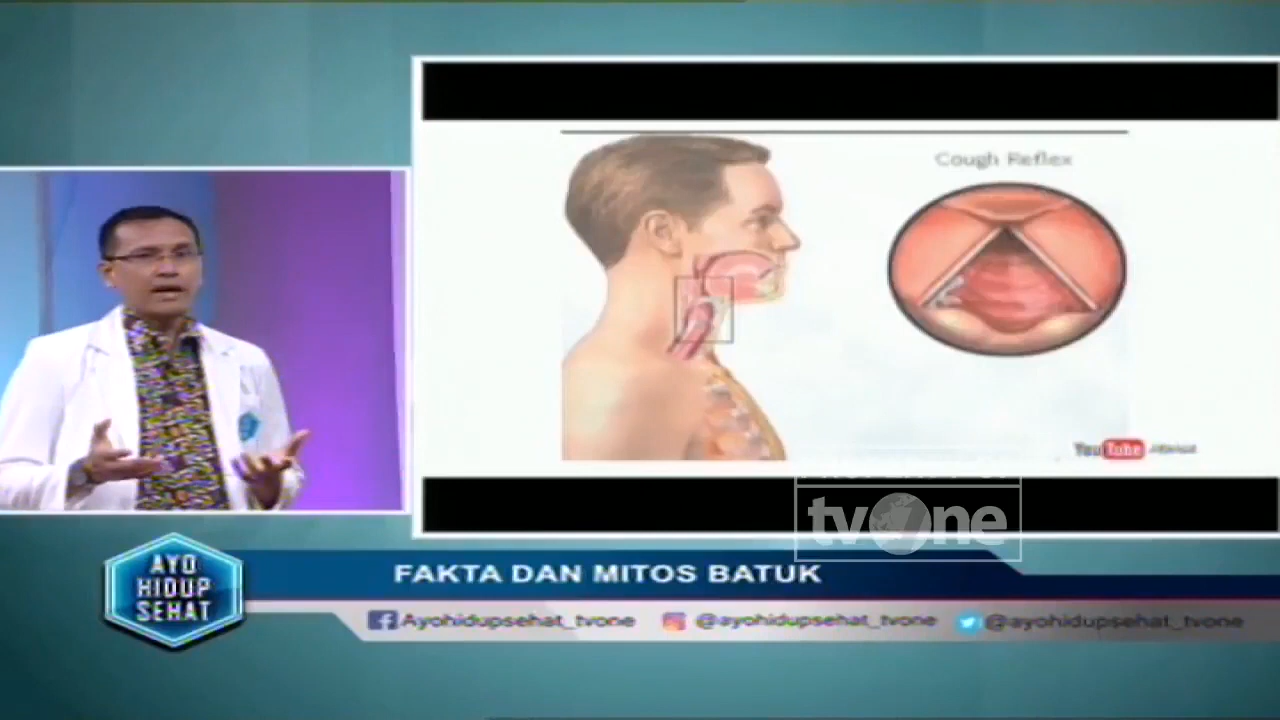 Cough Reflex
YouTube
tvOne
AYO
HIDUP
SEHAT
FAKTA DAN MITOS BATUK
Ayohidupsehat_tvone @ayohidupsehat_tvone @ayohidupsehat_tvone